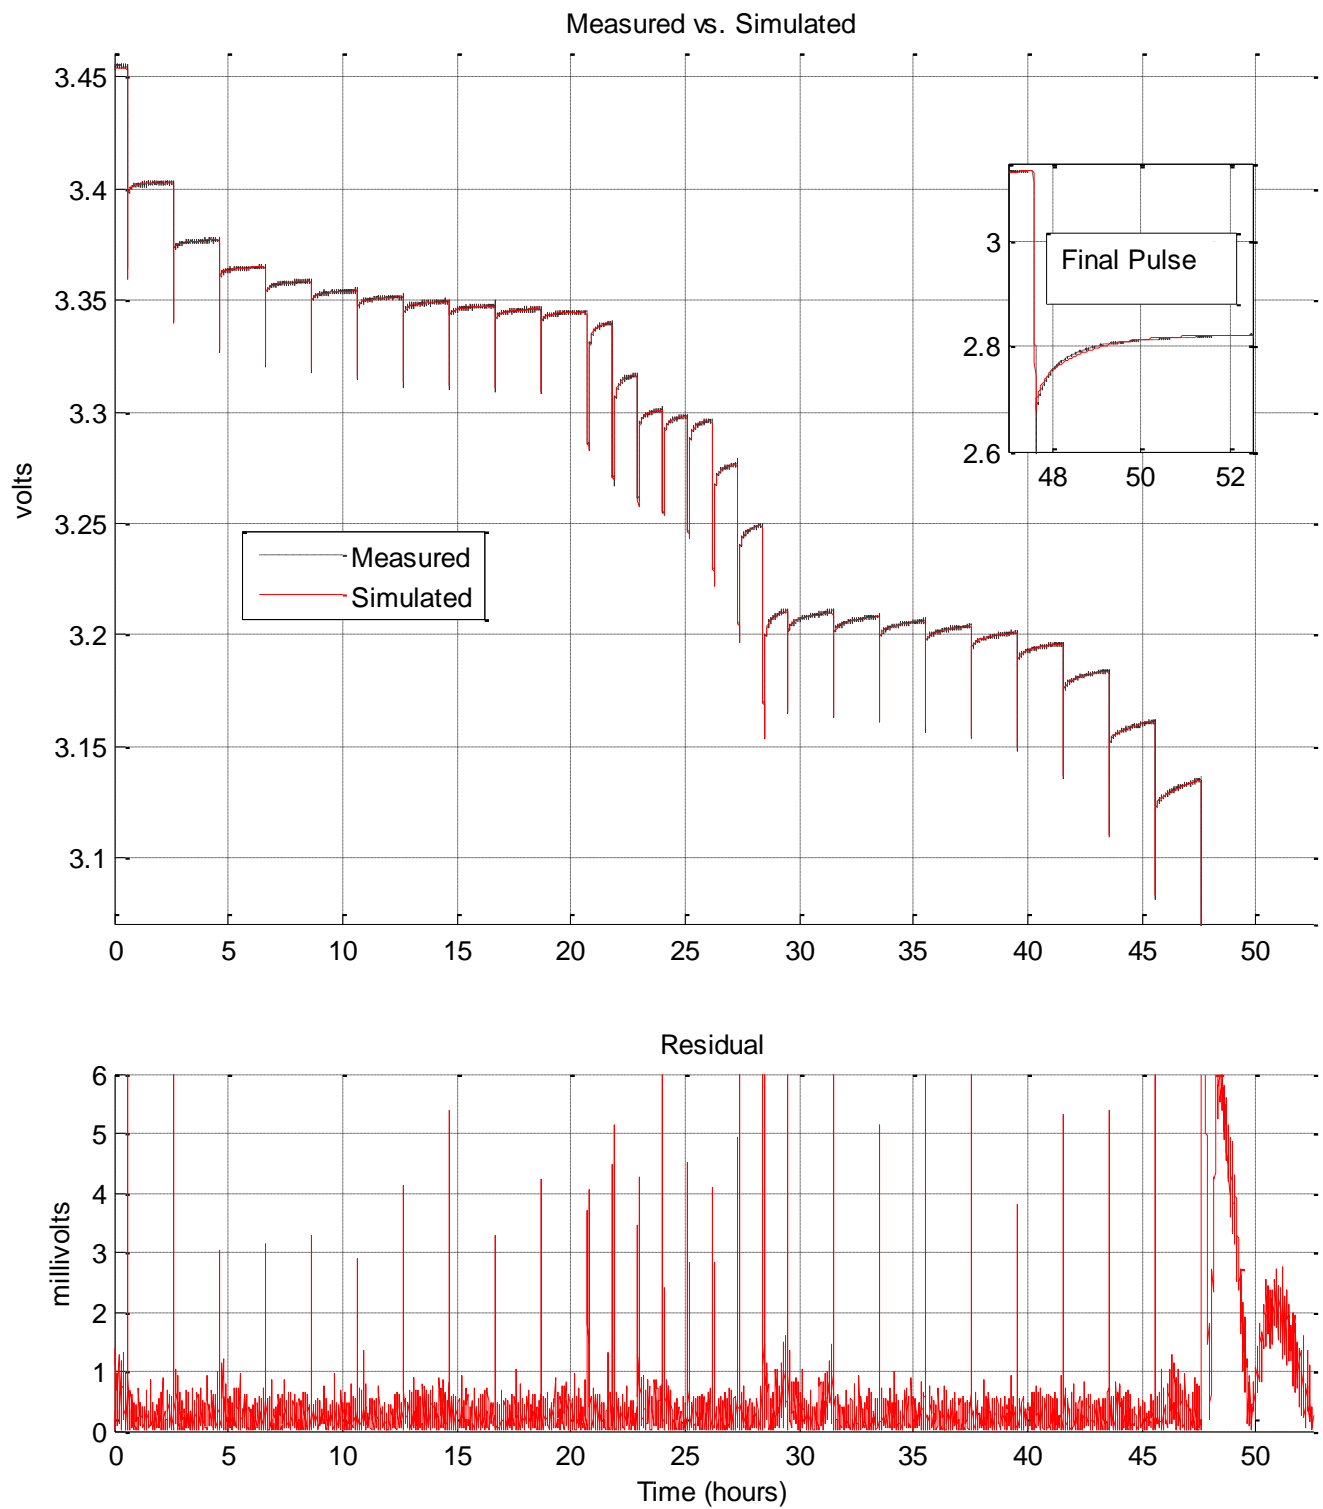 Measured vs. Simulated
3.45
3.4
3.35
3.3
3.25
3.2
3.15
3.1
volts
0 5 10 15 20 25 30 35 40 45 50
Measured
Simulated
3
2.8
2.6
48 50 52
Final Pulse
Residual
6
5
4
3
2
1
0
millivolts
0 5 10 15 20 25 30 35 40 45 50
Time (hours)